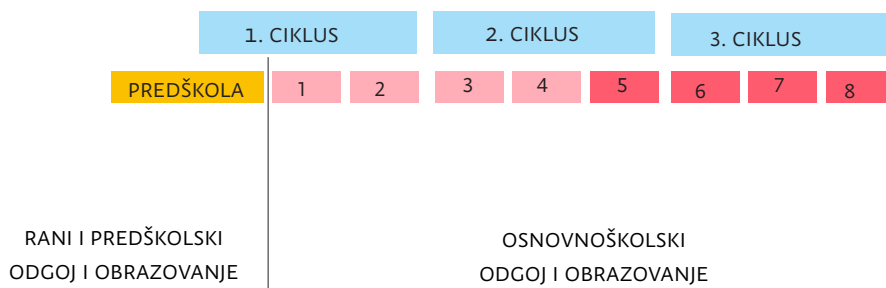 1. CIKLUS
2. CIKLUS
3. CIKLUS
PREDŠKOLA
1
2
3
4
5
6
7
8
RANI I PREDŠKOLSKI
ODGOJ I OBRAZOVANJE
OSNOVNOŠKOLSKI
ODGOJ I OBRAZOVANJE